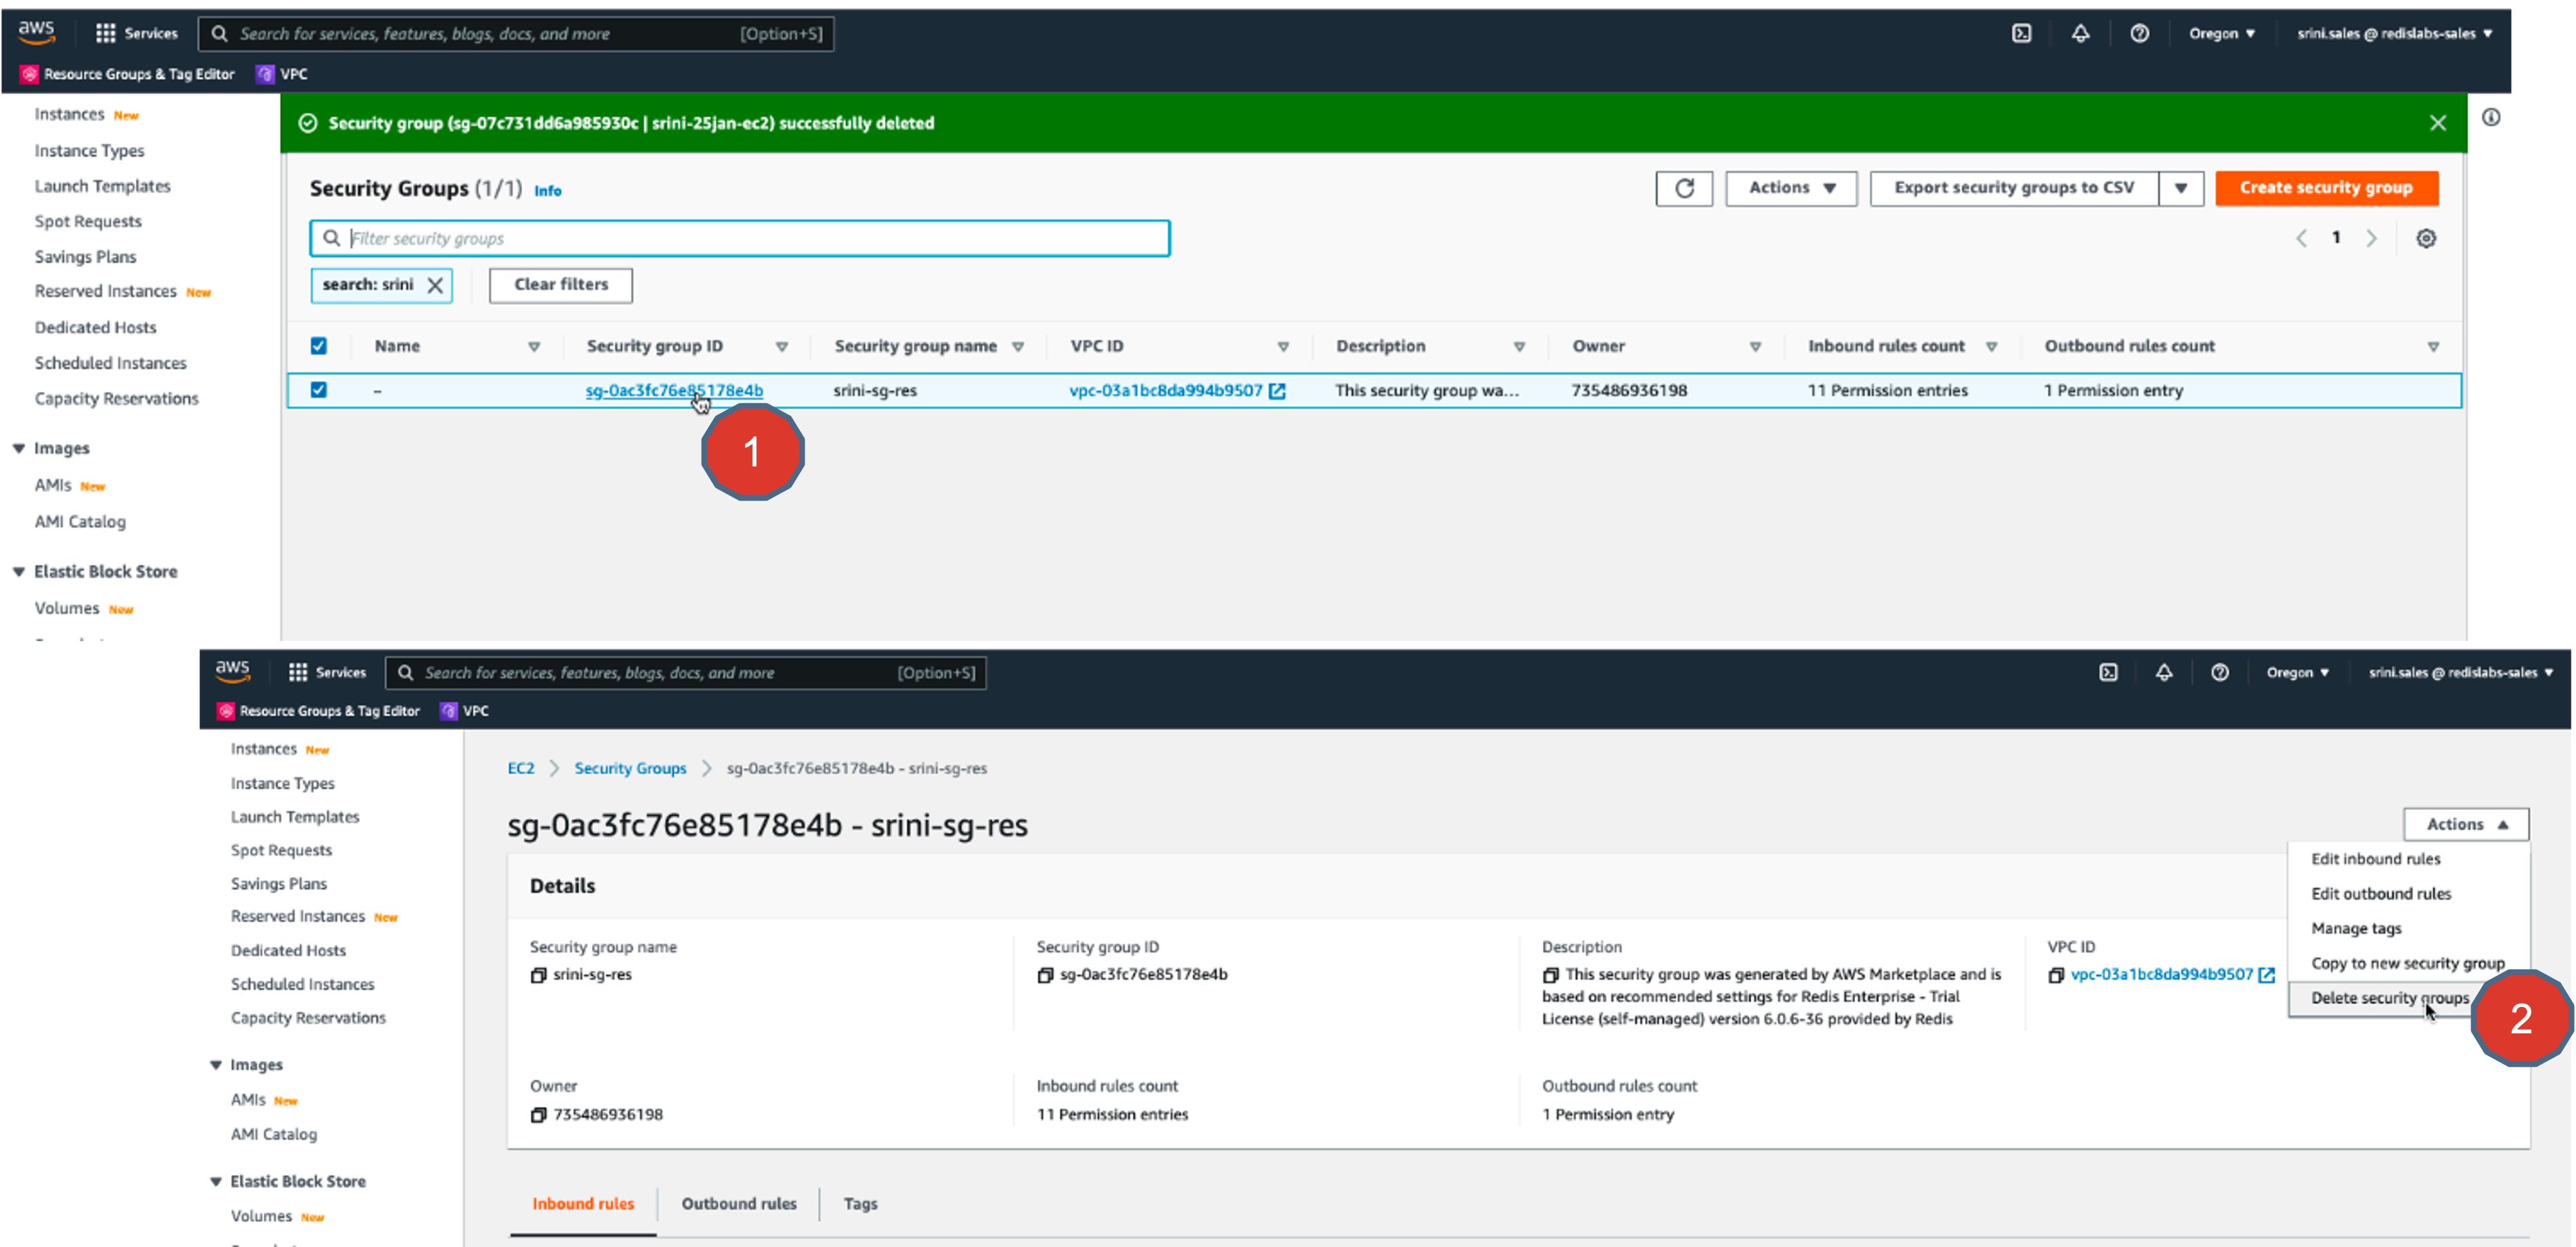 aws Services Search for services, features, blogs, docs, and more [Option+S] Oregon srini.sales @ redislabs-sales
Resource Groups & Tag Editor VPC
Instances New
Instance Types
Launch Templates
Spot Requests
Savings Plans
Reserved Instances New
Dedicated Hosts
Scheduled Instances
Capacity Reservations
Images
AMIs New
AMI Catalog
Elastic Block Store
Volumes New
Security group (sg-07c731dd6a985930c | srini-25jan-ec2) successfully deleted
Security Groups (1/1) Info
Actions Export security groups to CSV Create security group
Filter security groups
1
search: srini Clear filters
Name Security group ID Security group name VPC ID Description Owner Inbound rules count Outbound rules count
– sg-0ac3fc76e85178e4b srini-sg-res vpc-03a1bc8da994b9507 This security group wa... 735486936198 11 Permission entries 1 Permission entry
1
aws Services Search for services, features, blogs, docs, and more [Option+S] Oregon srini.sales @ redislabs-sales
Resource Groups & Tag Editor VPC
Instances New
Instance Types
Launch Templates
Spot Requests
Savings Plans
Reserved Instances New
Dedicated Hosts
Scheduled Instances
Capacity Reservations
Images
AMIs New
AMI Catalog
Elastic Block Store
Volumes New
EC2 > Security Groups > sg-0ac3fc76e85178e4b - srini-sg-res
sg-0ac3fc76e85178e4b - srini-sg-res
Actions
Edit inbound rules
Edit outbound rules
Manage tags
Copy to new security group
Delete security groups
2
Details
Security group name
srini-sg-res
Security group ID
sg-0ac3fc76e85178e4b
Description
This security group was generated by AWS Marketplace and is
based on recommended settings for Redis Enterprise - Trial
License (self-managed) version 6.0.6-36 provided by Redis
VPC ID
vpc-03a1bc8da994b9507
Owner
735486936198
Inbound rules count
11 Permission entries
Outbound rules count
1 Permission entry
Inbound rules Outbound rules Tags